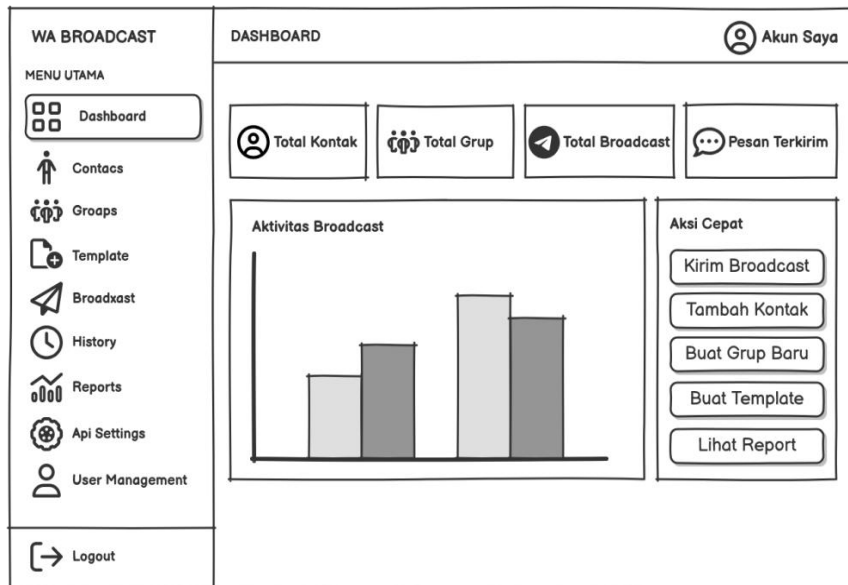 WA BROADCAST
MENU UTAMA
Dashboard
Contacs
Groaps
Template
Broadxast
History
Reports
Api Settings
User Management
Logout
DASHBOARD
Akun Saya
Total Kontak
Total Grup
Total Broadcast
Pesan Terkirim
Aktivitas Broadcast
Aksi Cepat
Kirim Broadcast
Tambah Kontak
Buat Grup Baru
Buat Template
Lihat Report